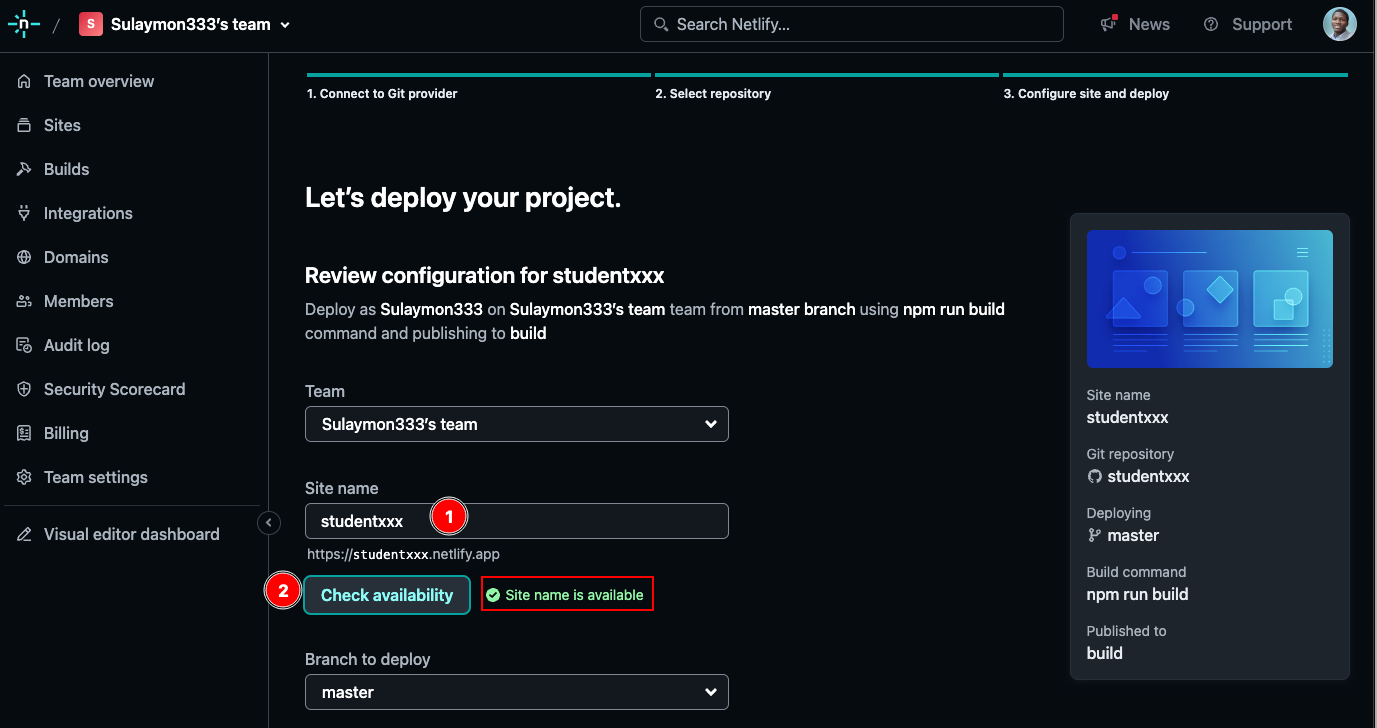 n / S Sulaymon333's team
Search Netlify...
News
Support
Team overview
Sites
Builds
Integrations
Domains
Members
Audit log
Security Scorecard
Billing
Team settings
Visual editor dashboard
1. Connect to Git provider
2. Select repository
3. Configure site and deploy
Let's deploy your project.
Review configuration for studentxxx
Deploy as Sulaymon333 on Sulaymon333's team team from master branch using npm run build
command and publishing to build
Team
Sulaymon333's team
Site name
studentxxx
1
https://studentxxx.netlify.app
2
Check availability
Site name is available
Branch to deploy
master
Site name
studentxxx
Git repository
studentxxx
Deploying
master
Build command
npm run build
Published to
build